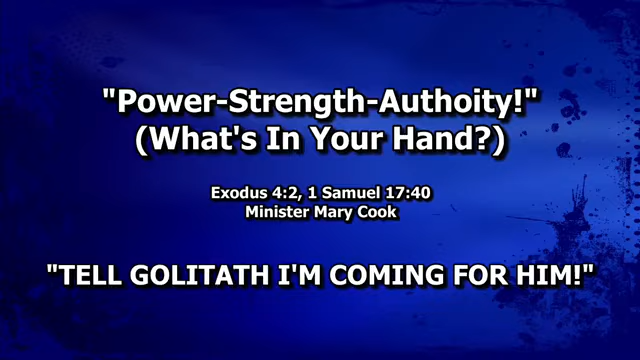 "Power-Strength-Authoity!"
(What's In Your Hand?)
Exodus 4:2, 1 Samuel 17:40
Minister Mary Cook
"TELL GOLITATH I'M COMING FOR HIM!"